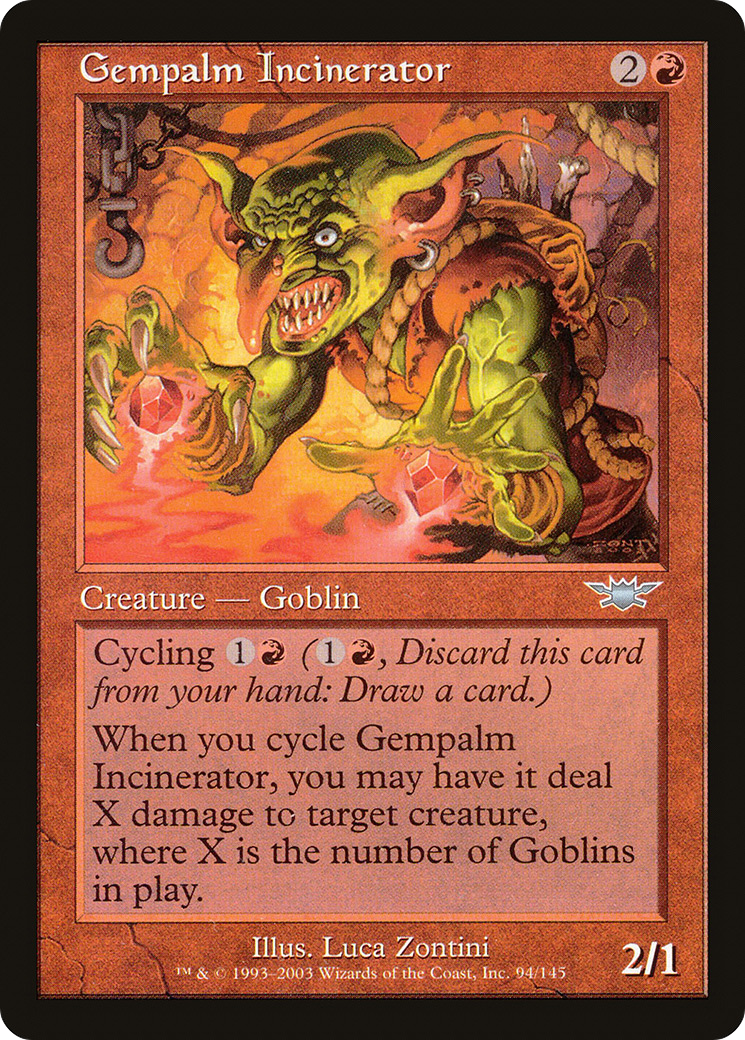 Gempalm Incinerator 2
Creature — Goblin
Cycling 1 (1, Discard this card
from your hand: Draw a card.)
When you cycle Gempalm
Incinerator, you may have it deal
X damage to target creature,
where X is the number of Goblins
in play.
Illus. Luca Zontini
™ & © 1993–2003 Wizards of the Coast, Inc. 94/145
2/1